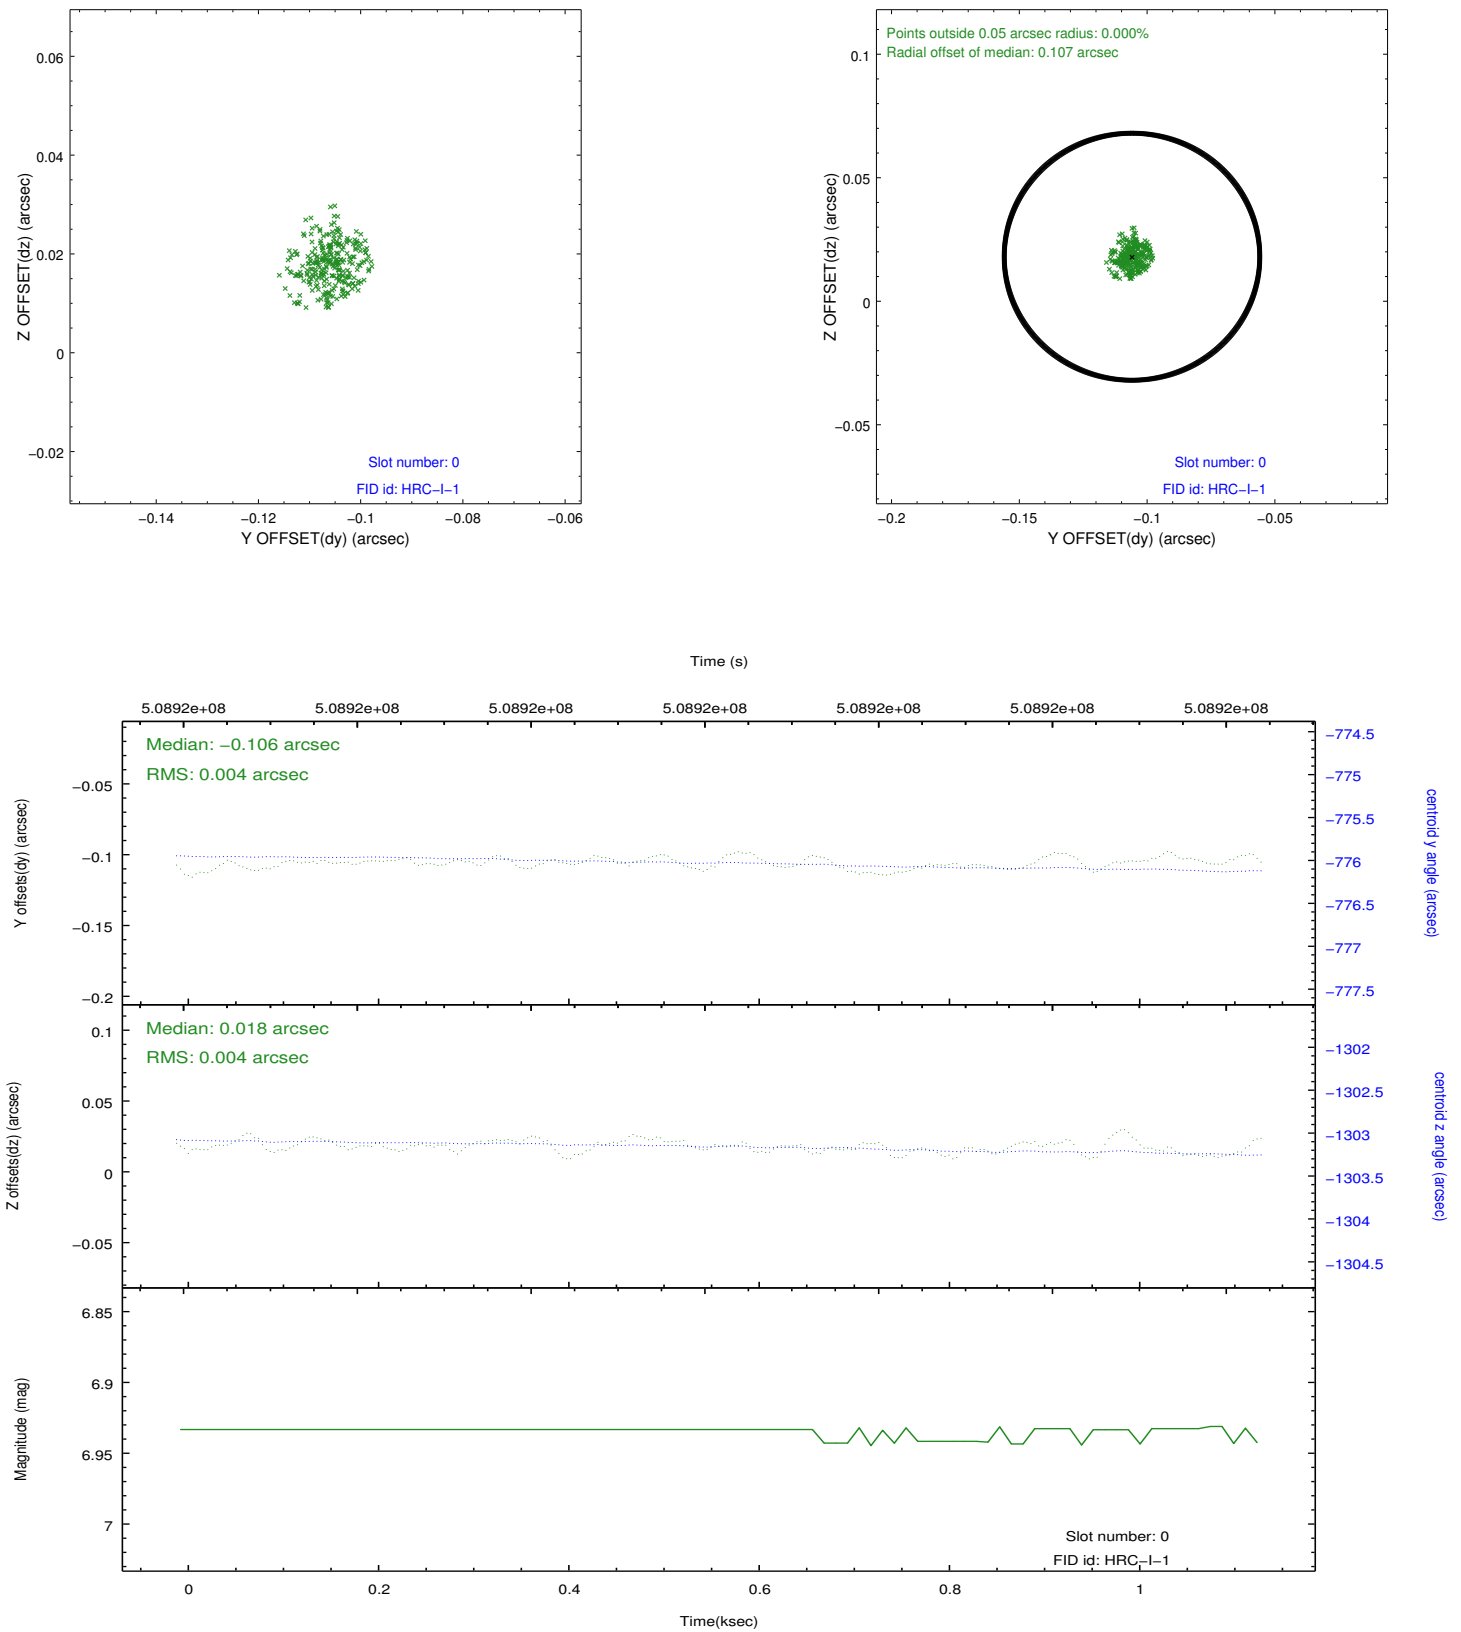 0.06
0.04
0.02
0
−0.02
Z OFFSET(dz) (arcsec)
Slot number: 0
FID id: HRC−I−1
−0.14
−0.12
−0.1
−0.08
−0.06
Y OFFSET(dy) (arcsec)
Points outside 0.05 arcsec radius: 0.000%
Radial offset of median: 0.107 arcsec
0.1
0.05
0
−0.05
Z OFFSET(dz) (arcsec)
Slot number: 0
FID id: HRC−I−1
−0.2
−0.15
−0.1
−0.05
Y OFFSET(dy) (arcsec)
Time (s)
5.0892e+08
5.0892e+08
5.0892e+08
5.0892e+08
5.0892e+08
5.0892e+08
5.0892e+08
Median: −0.106 arcsec
RMS: 0.004 arcsec
−0.05
−0.1
−0.15
−0.2
Y offsets(dy) (arcsec)
−774.5
−775
−775.5
−776
−776.5
−777
−777.5
centroid y angle (arcsec)
Median: 0.018 arcsec
RMS: 0.004 arcsec
0.1
0.05
0
−0.05
Z offsets(dz) (arcsec)
−1302
−1302.5
−1303
−1303.5
−1304
−1304.5
centroid z angle (arcsec)
6.85
6.9
6.95
7
Magnitude (mag)
Slot number: 0
FID id: HRC−I−1
0
0.2
0.4
0.6
0.8
1
Time(ksec)